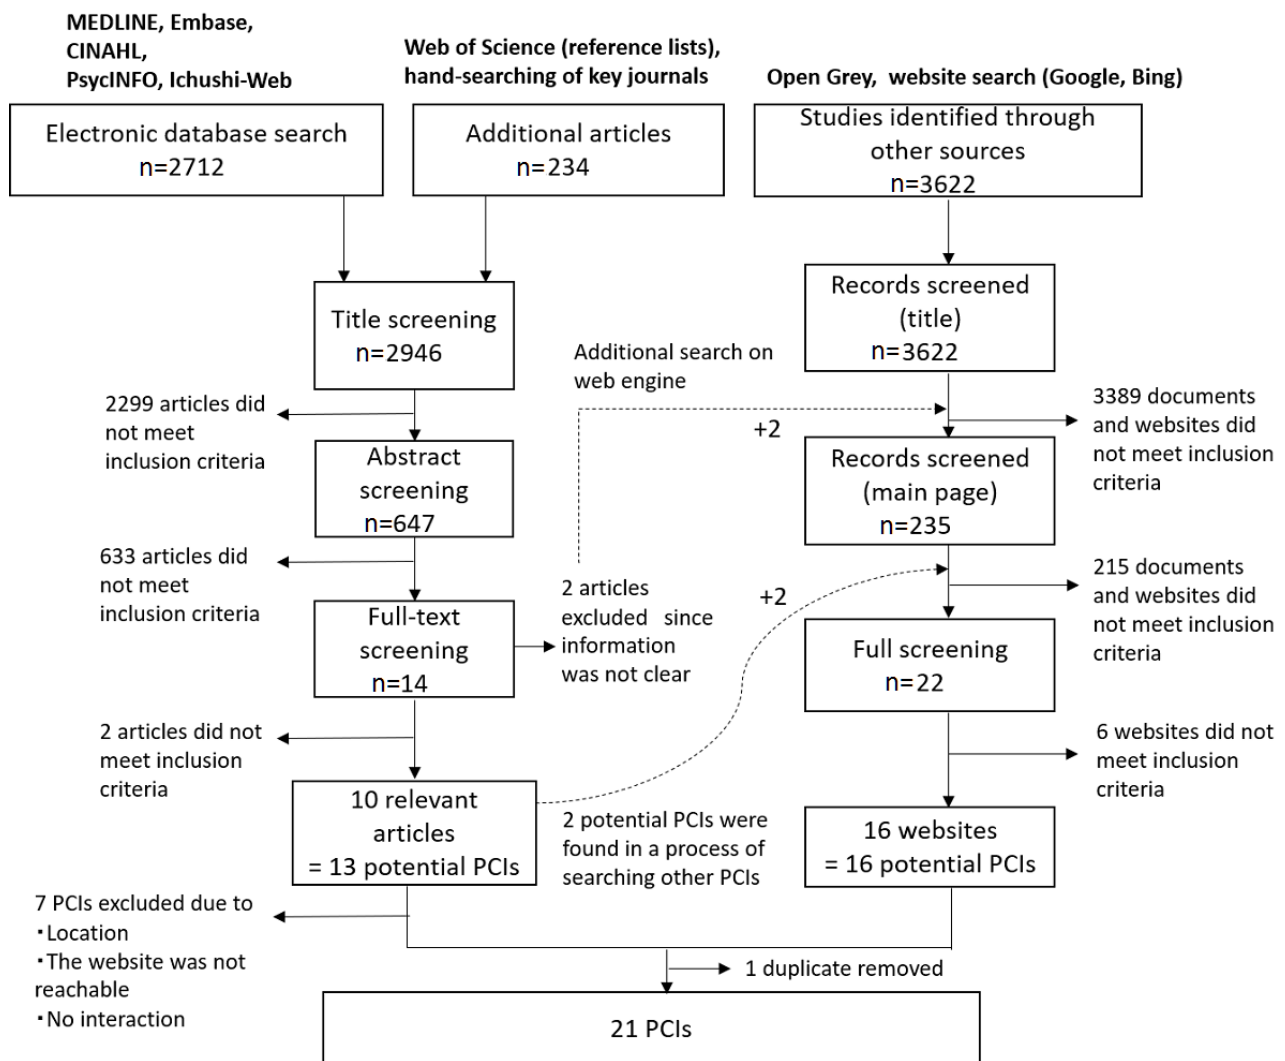 MEDLINE, Embase,
CINAHL,
PsycINFO, Ichushi-Web
Web of Science (reference lists),
hand-searching of key journals
Open Grey, website search (Google, Bing)
Electronic database search
n=2712
Additional articles
n=234
Studies identified through
other sources
n=3622
Title screening
n=2946
Records screened
(title)
n=3622
Additional search on
web engine
+2
2299 articles did
not meet
inclusion criteria
3389 documents
and websites did
not meet inclusion
criteria
Abstract
screening
n=647
Records screened
(main page)
n=235
633 articles did
not meet
inclusion criteria
215 documents
and websites did
not meet inclusion
criteria
Full-text
screening
n=14
2 articles
excluded since
information
was not clear
+2
Full screening
n=22
2 articles did not
meet inclusion
criteria
6 websites did not
meet inclusion
criteria
10 relevant
articles
= 13 potential PCIs
2 potential PCIs were
found in a process of
searching other PCIs
16 websites
= 16 potential PCIs
7 PCIs excluded due to
・Location
・The website was not
reachable
・No interaction
1 duplicate removed
21 PCIs